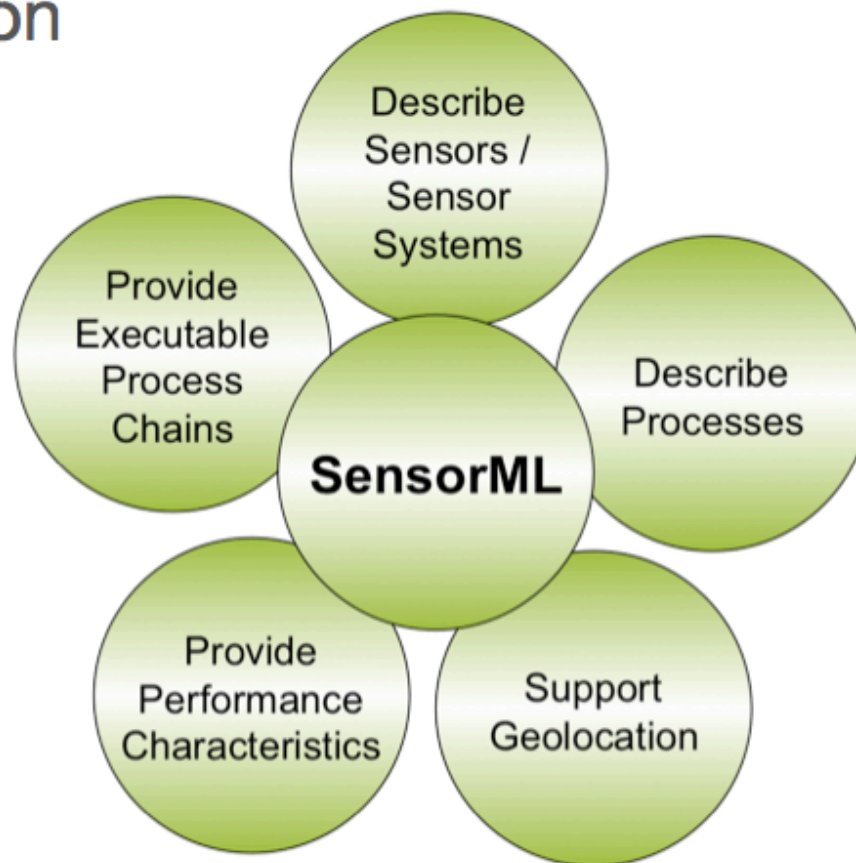 on
Describe
Sensors /
Sensor
Systems
Provide
Executable
Process
Chains
Describe
Processes
SensorML
Provide
Performance
Characteristics
Support
Geolocation